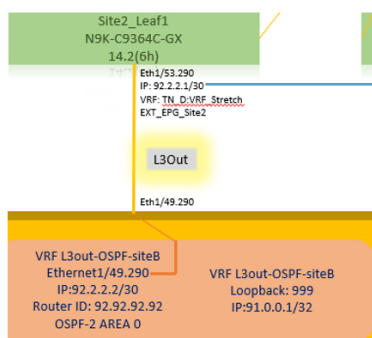 Site2_Leaf1
N9K-C9364C-GX
14.2(6h)
Eth1/53.290
IP: 92.2.2.1/30
VRF: TN_D:VRF_Stretch
EXT_EPG_Site2
L3Out
Eth1/49.290
VRF L3out-OSPF-siteB
Ethernet1/49.290
IP:92.2.2.2/30
Router ID: 92.92.92.92
OSPF-2 AREA 0
VRF L3out-OSPF-siteB
Loopback: 999
IP:91.0.0.1/32